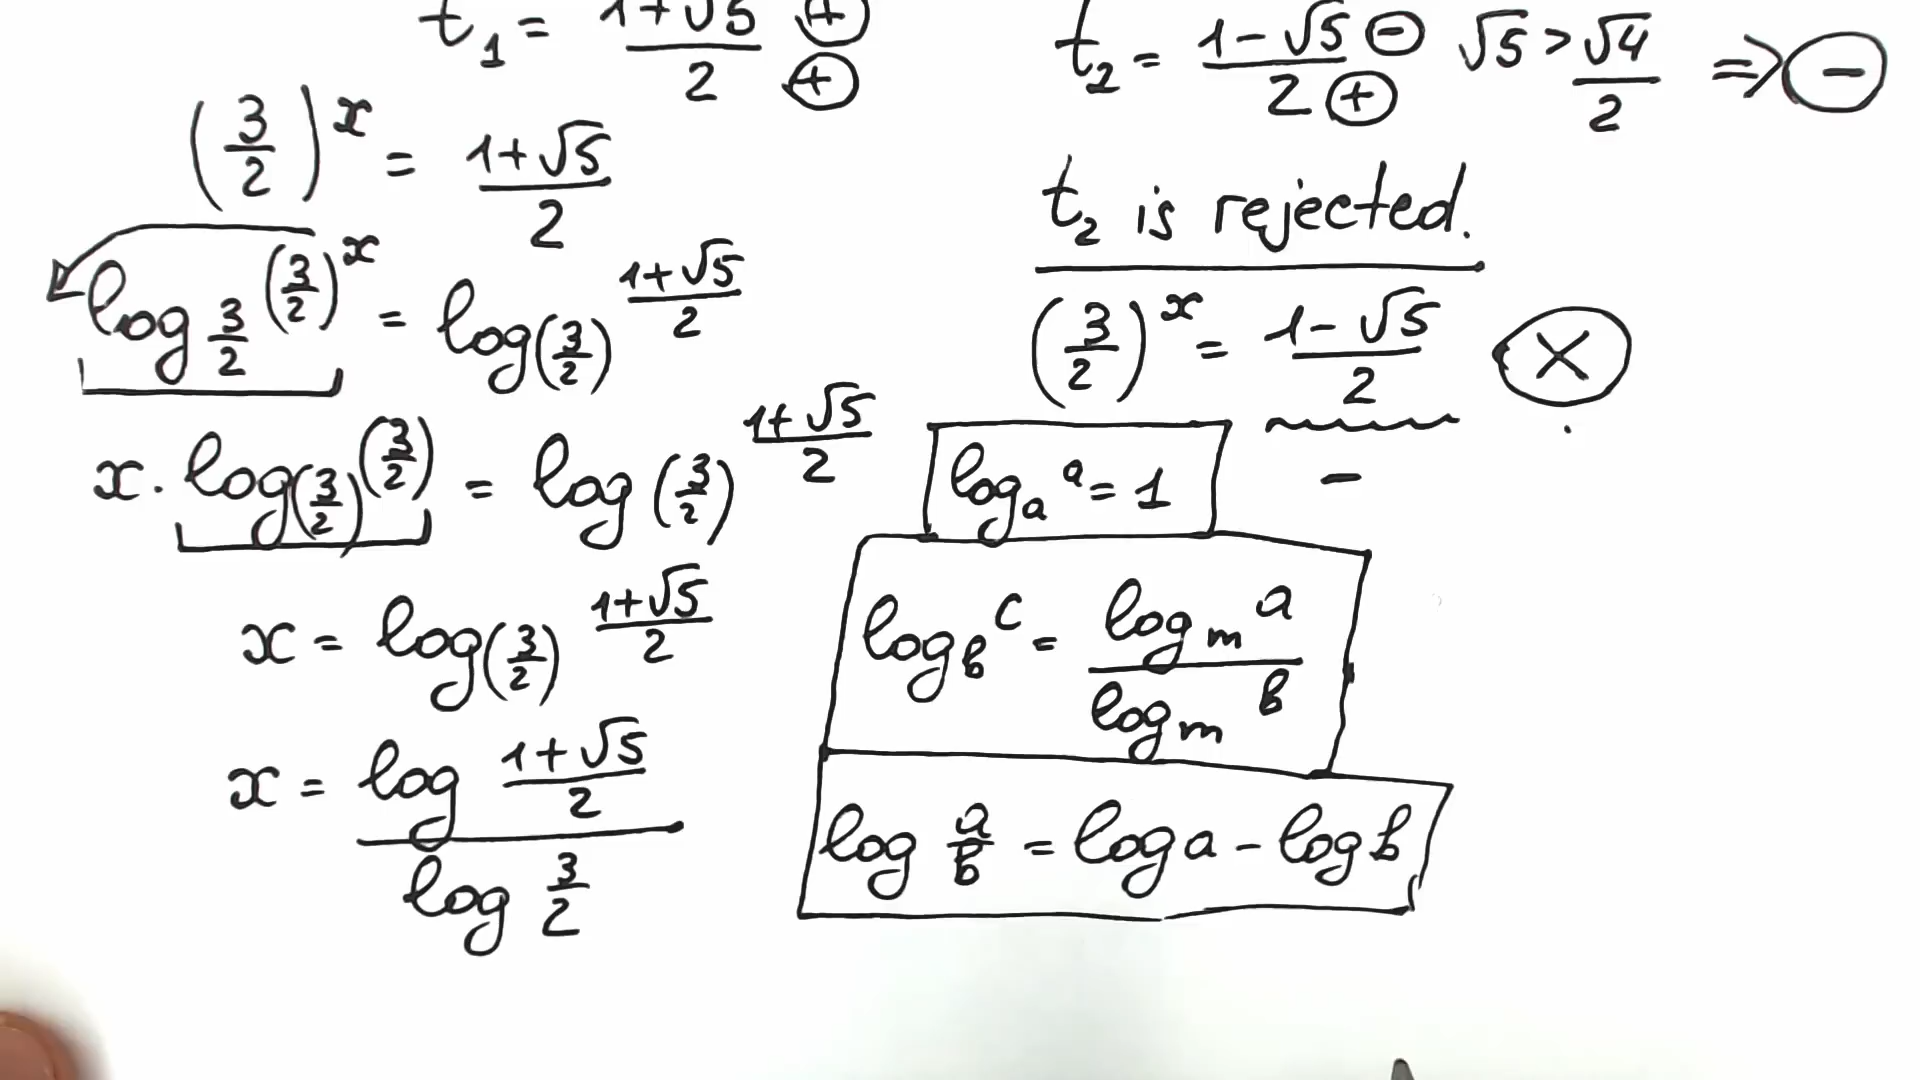 t₁ = (1+√5)/2 ⊕ ⊕
t₂ = (1-√5)/2 ⊖ ⊕ √5 > √4/2 ⇒ ⊖
(3/2)^x = (1+√5)/2
t₂ is rejected.
log_(3/2) (3/2)^x = log_(3/2) (1+√5)/2
(3/2)^x = (1-√5)/2 ⊗
-
x · log_(3/2) (3/2) = log_(3/2) (1+√5)/2
log_a a = 1
x = log_(3/2) (1+√5)/2
log_b c = (log_m a)/(log_m b)
x = (log (1+√5)/2)/(log 3/2)
log a/b = log a - log b